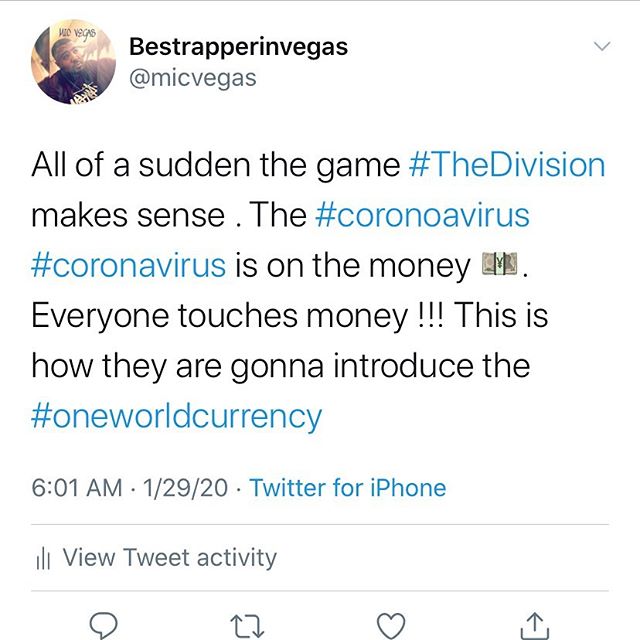 MIC VEGAS
Bestrapperinvegas
@micvegas
All of a sudden the game #TheDivision
makes sense . The #coronoavirus
#coronavirus is on the money 💴.
Everyone touches money !!! This is
how they are gonna introduce the
#oneworldcurrency
6:01 AM · 1/29/20 · Twitter for iPhone
View Tweet activity